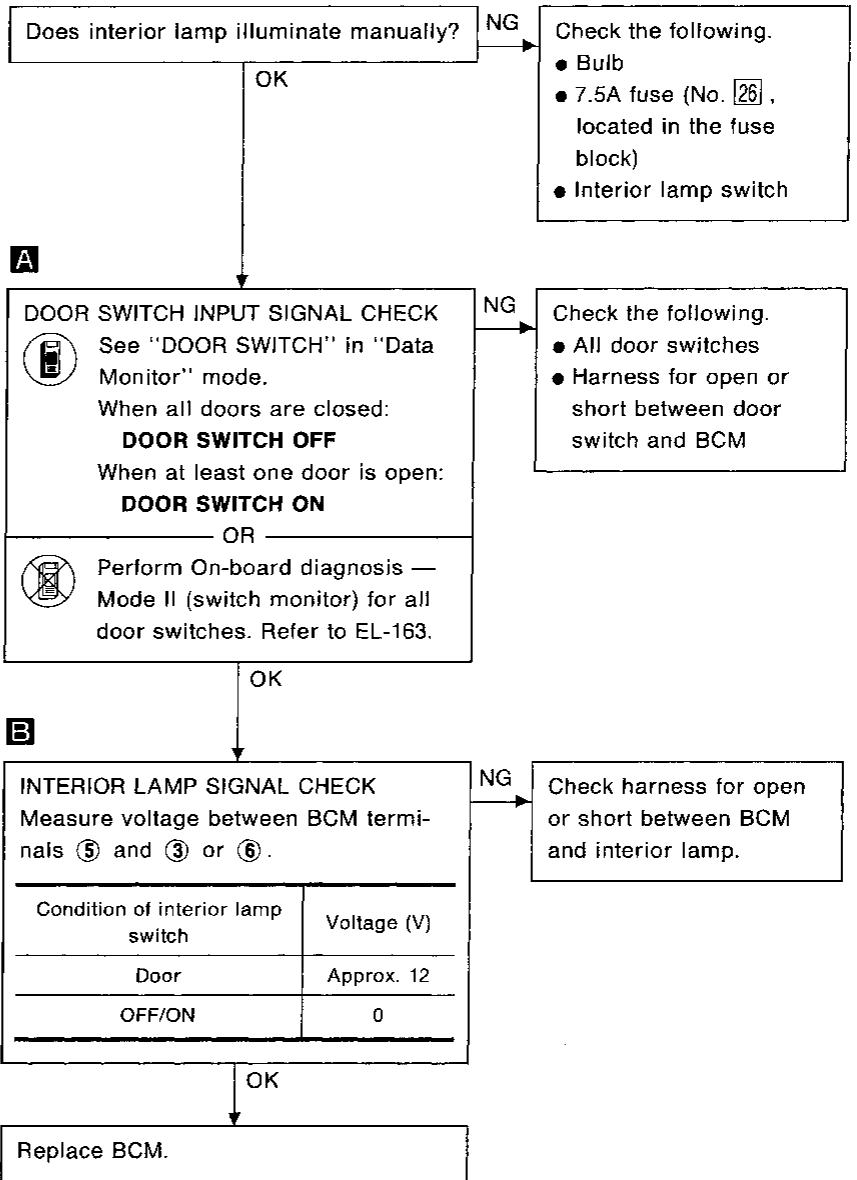 Does interior lamp illuminate manually?
NG
Check the following.
● Bulb
● 7.5A fuse (No. 26 ,
located in the fuse
block)
● Interior lamp switch
OK
A
DOOR SWITCH INPUT SIGNAL CHECK
See "DOOR SWITCH" in "Data
Monitor" mode.
When all doors are closed:
DOOR SWITCH OFF
When at least one door is open:
DOOR SWITCH ON
OR
Perform On-board diagnosis —
Mode II (switch monitor) for all
door switches. Refer to EL-163.
NG
Check the following.
● All door switches
● Harness for open or
short between door
switch and BCM
OK
B
INTERIOR LAMP SIGNAL CHECK
Measure voltage between BCM termi-
nals ⑤ and ③ or ⑥.
Condition of interior lamp
switch
Voltage (V)
Door
Approx. 12
OFF/ON
0
NG
Check harness for open
or short between BCM
and interior lamp.
OK
Replace BCM.